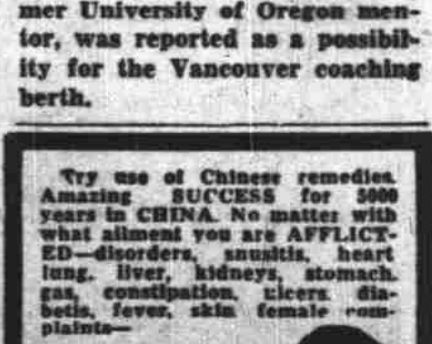 mer University of Oregon men-
tor, was reported as a possibil-
ity for the Vancouver coaching
berth.
Try use of Chinese remedies.
Amazing SUCCESS for 5000
years in CHINA. No matter with
what ailment you are AFFLICT-
ED—disorders, snusitis, heart
lung, liver, kidneys, stomach,
gas, constipation, ulcers, dia-
betis, fever, skin female com-
plaints—